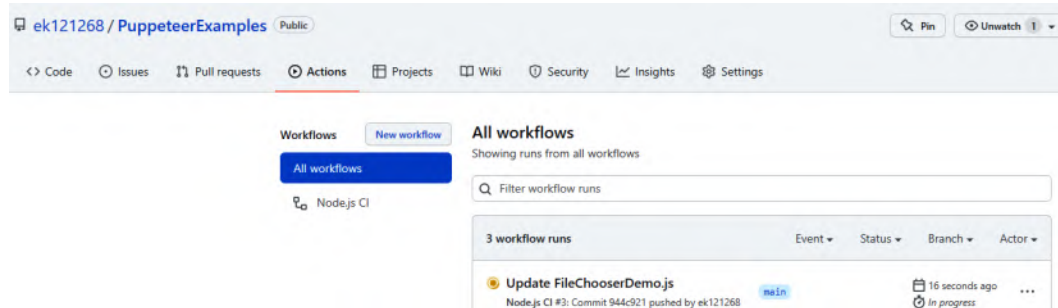 ek121268 / PuppeteerExamples Public
Pin Unwatch 1
Code Issues Pull requests Actions Projects Wiki Security Insights Settings
Workflows New workflow
All workflows
Node.js CI
All workflows
Showing runs from all workflows
Filter workflow runs
3 workflow runs Event Status Branch Actor
Update FileChooserDemo.js main 16 seconds ago ...
Node.js CI #3: Commit 944c921 pushed by ek121268 In progress